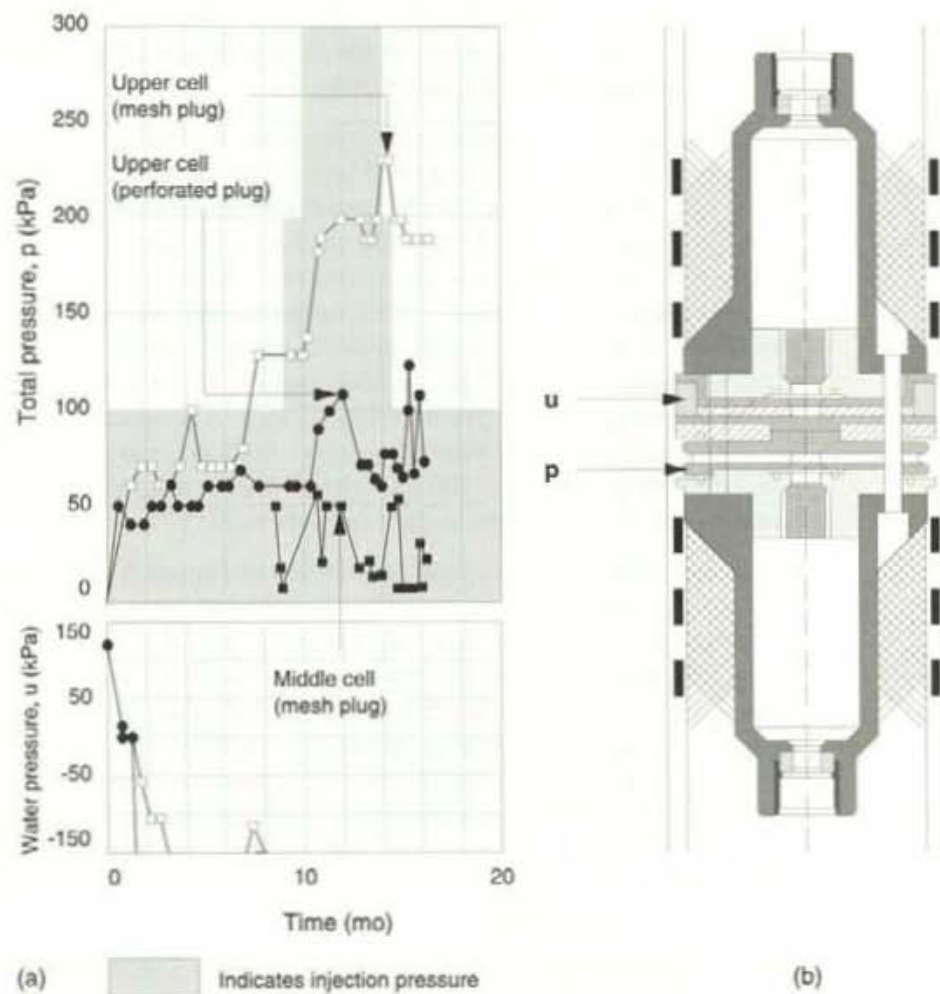 300
250
200
150
100
50
0
Total pressure, p (kPa)
Upper cell
(mesh plug)
Upper cell
(perforated plug)
150
50
-50
-150
Water pressure, u (kPa)
Middle cell
(mesh plug)
0
10
20
Time (mo)
(a)
Indicates injection pressure
u
p
(b)